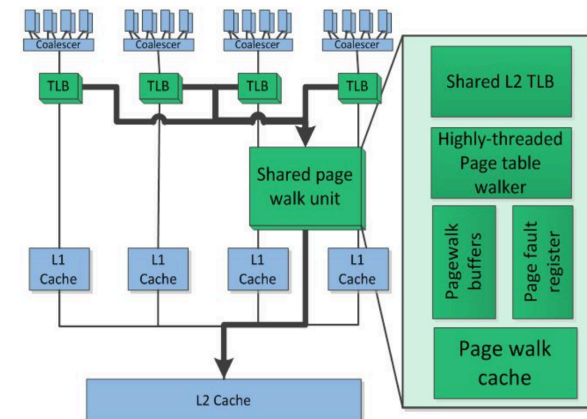 Coalescer Coalescer Coalescer Coalescer
TLB TLB TLB TLB
Shared page
walk unit
L1
Cache
L1
Cache
L1
Cache
L1
Cache
L2 Cache
Shared L2 TLB
Highly-threaded
Page table
walker
Pagewalk
buffers
Page fault
register
Page walk
cache